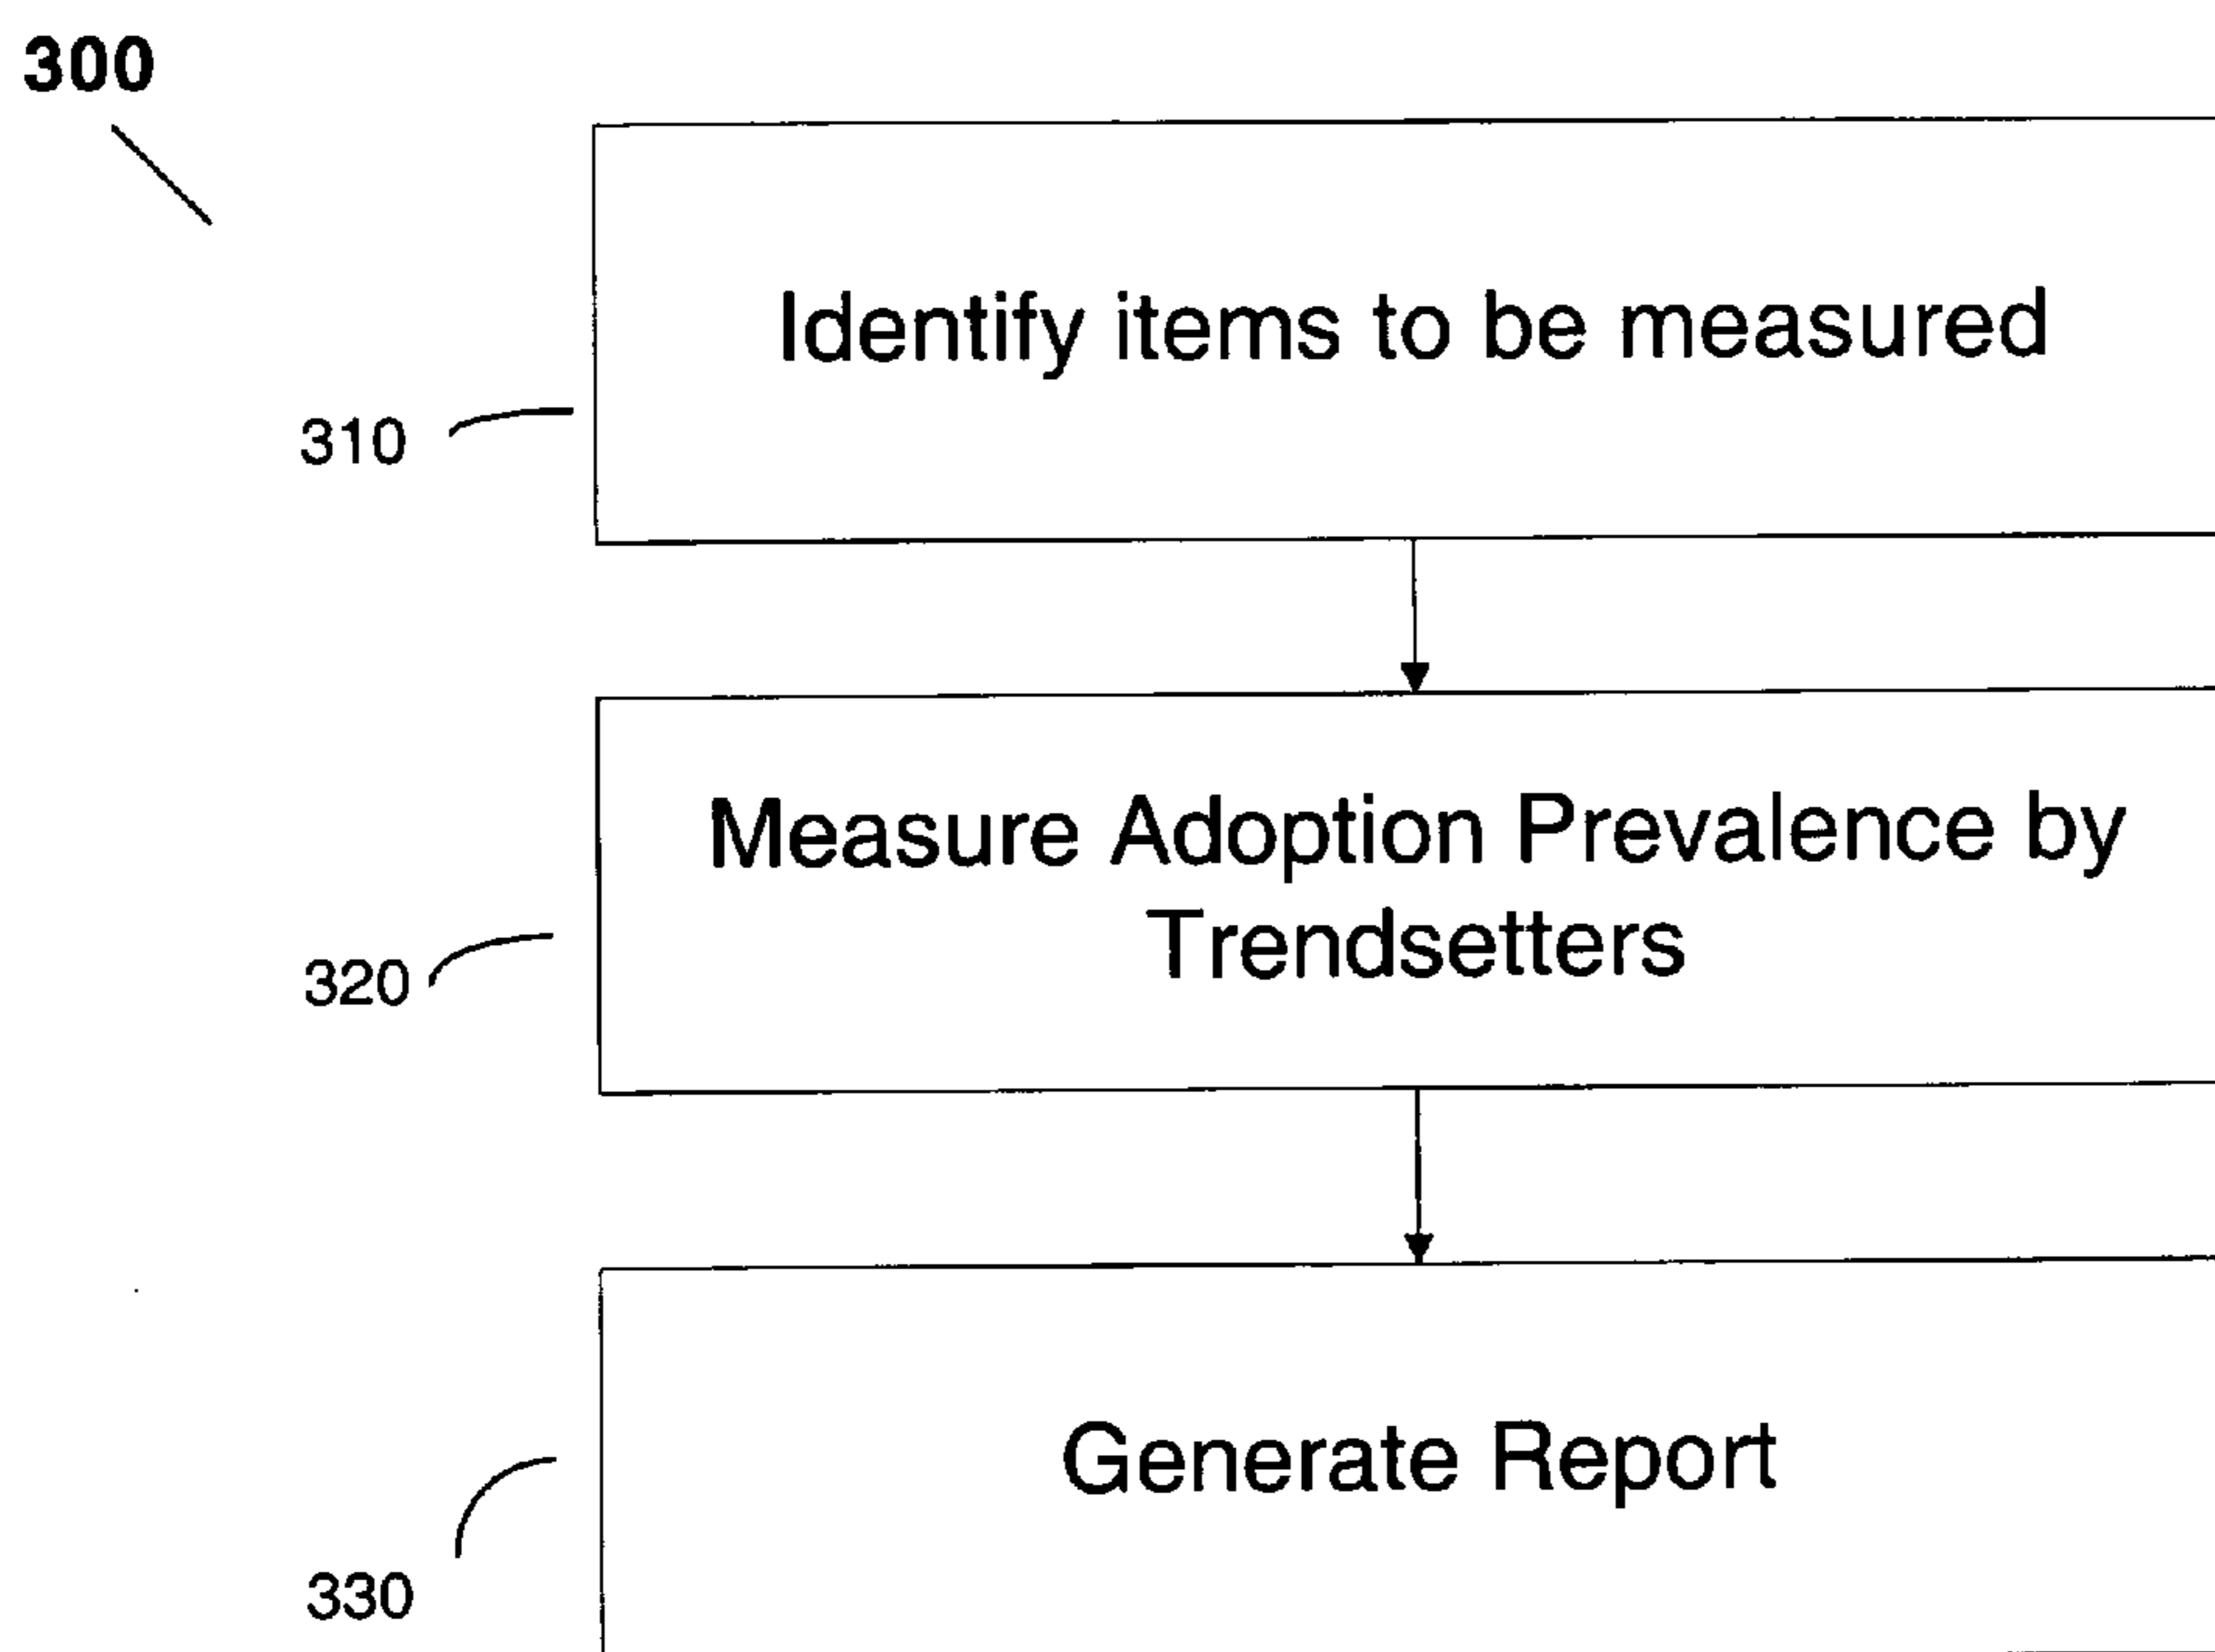 300
Identify items to be measured
310
Measure Adoption Prevalence by
Trendsetters
320
Generate Report
330